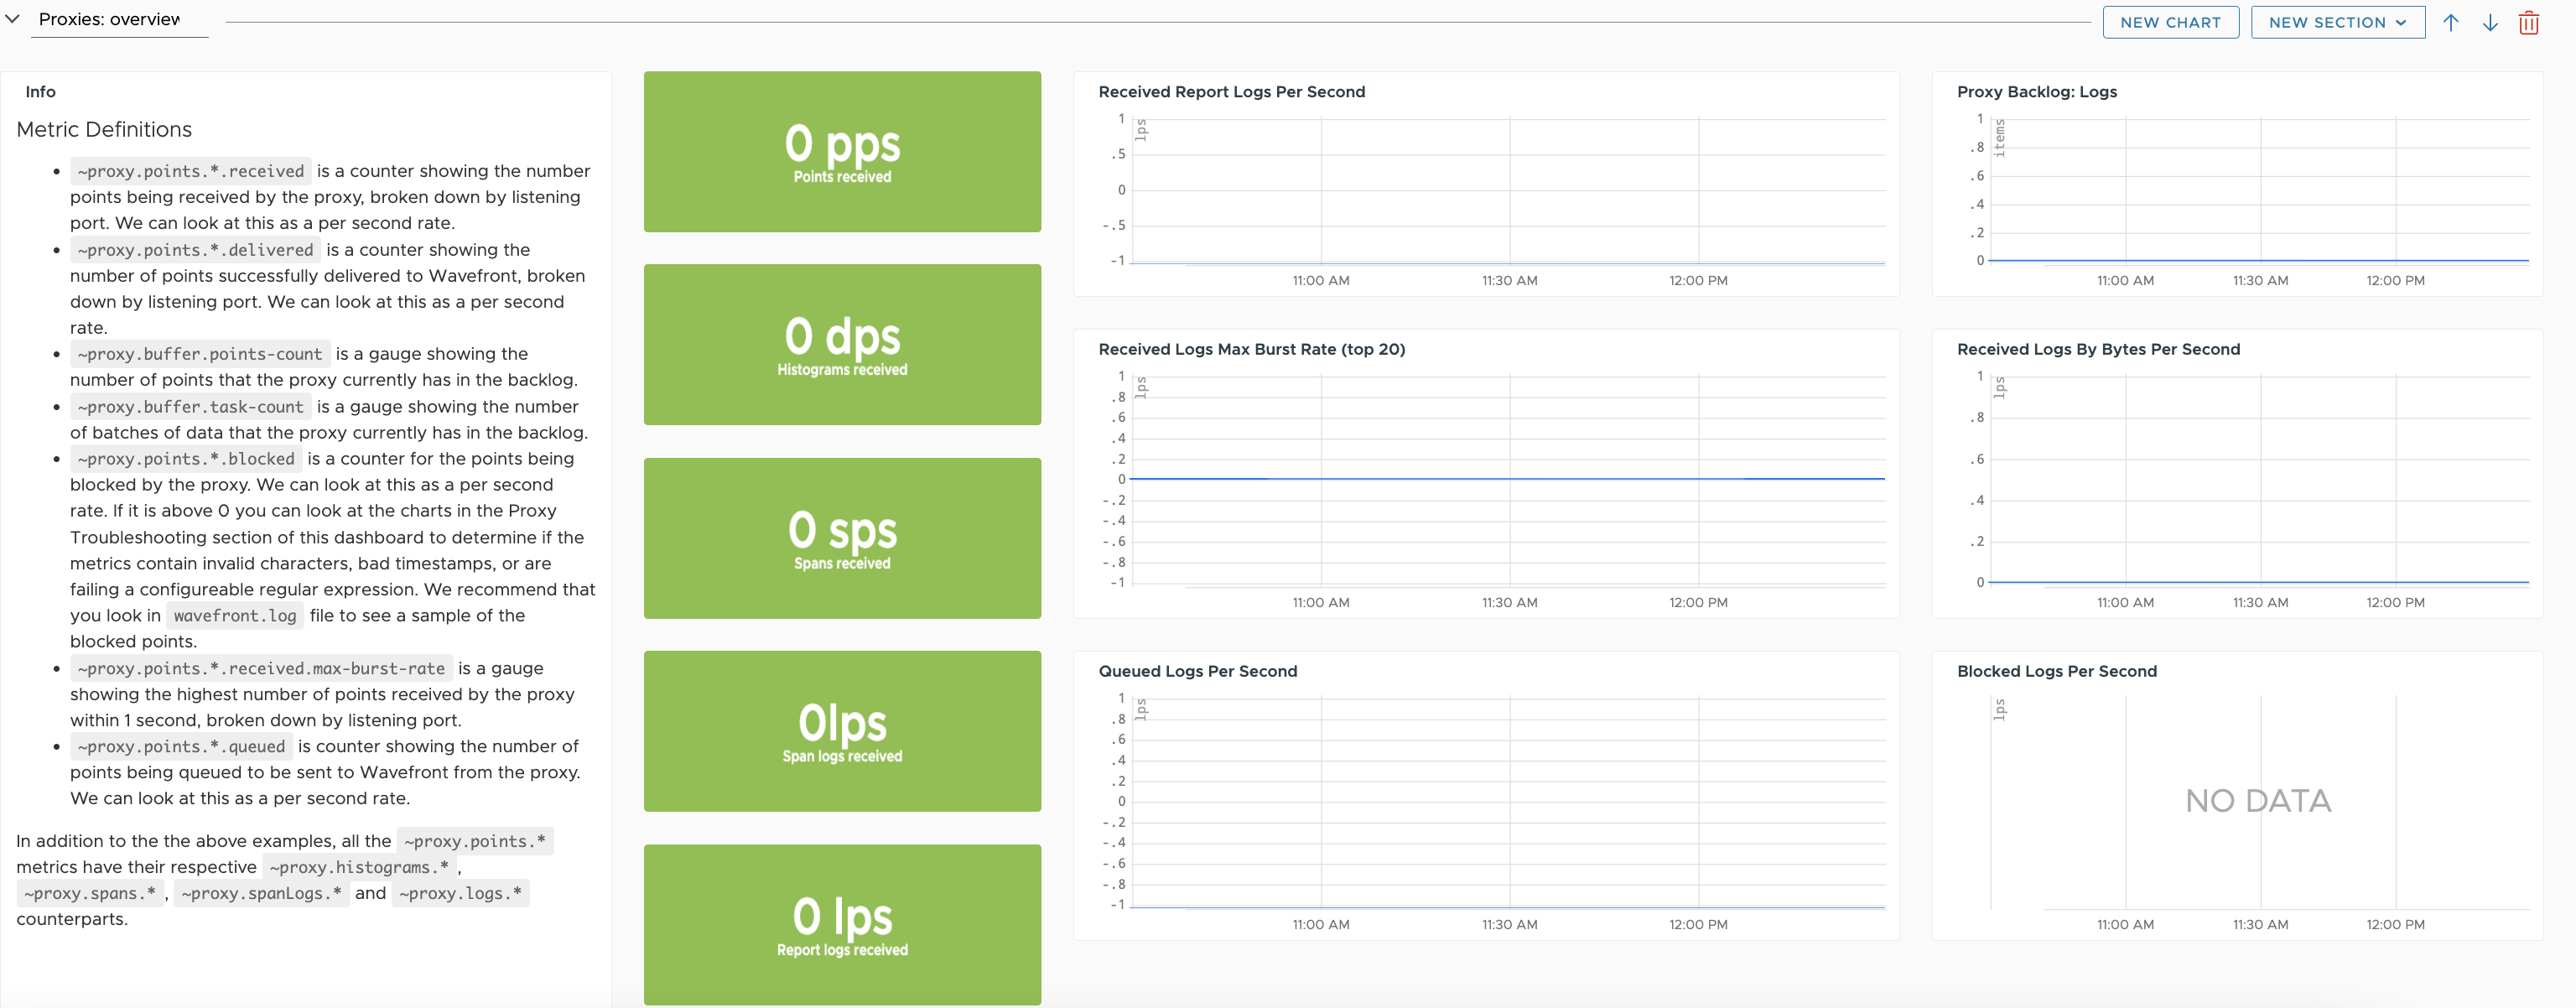 Proxies: overview
NEW CHART
NEW SECTION
Info
Metric Definitions
~proxy.points.*.received is a counter showing the number
points being received by the proxy, broken down by listening
port. We can look at this as a per second rate.
~proxy.points.*.delivered is a counter showing the
number of points successfully delivered to Wavefront, broken
down by listening port. We can look at this as a per second
rate.
~proxy.buffer.points-count is a gauge showing the
number of points that the proxy currently has in the backlog.
~proxy.buffer.task-count is a gauge showing the number
of batches of data that the proxy currently has in the backlog.
~proxy.points.*.blocked is a counter for the points being
blocked by the proxy. We can look at this as a per second
rate. If it is above 0 you can look at the charts in the Proxy
Troubleshooting section of this dashboard to determine if the
metrics contain invalid characters, bad timestamps, or are
failing a configureable regular expression. We recommend that
you look in wavefront.log file to see a sample of the
blocked points.
~proxy.points.*.received.max-burst-rate is a gauge
showing the highest number of points received by the proxy
within 1 second, broken down by listening port.
~proxy.points.*.queued is counter showing the number of
points being queued to be sent to Wavefront from the proxy.
We can look at this as a per second rate.
In addition to the the above examples, all the ~proxy.points.*
metrics have their respective ~proxy.histograms.* ,
~proxy.spans.* , ~proxy.spanLogs.* and ~proxy.logs.*
counterparts.
0 pps
Points received
0 dps
Histograms received
0 sps
Spans received
0lps
Span logs received
0 lps
Report logs received
Received Report Logs Per Second
lps
1
.5
0
-.5
-1
11:00 AM 11:30 AM 12:00 PM
Received Logs Max Burst Rate (top 20)
lps
1
.8
.6
.4
.2
0
-.2
-.4
-.6
-.8
-1
11:00 AM 11:30 AM 12:00 PM
Queued Logs Per Second
lps
1
.8
.6
.4
.2
0
-.2
-.4
-.6
-.8
-1
11:00 AM 11:30 AM 12:00 PM
Proxy Backlog: Logs
items
1
.8
.6
.4
.2
0
11:00 AM 11:30 AM 12:00 PM
Received Logs By Bytes Per Second
lps
1
.8
.6
.4
.2
0
11:00 AM 11:30 AM 12:00 PM
Blocked Logs Per Second
lps
NO DATA
11:00 AM 11:30 AM 12:00 PM